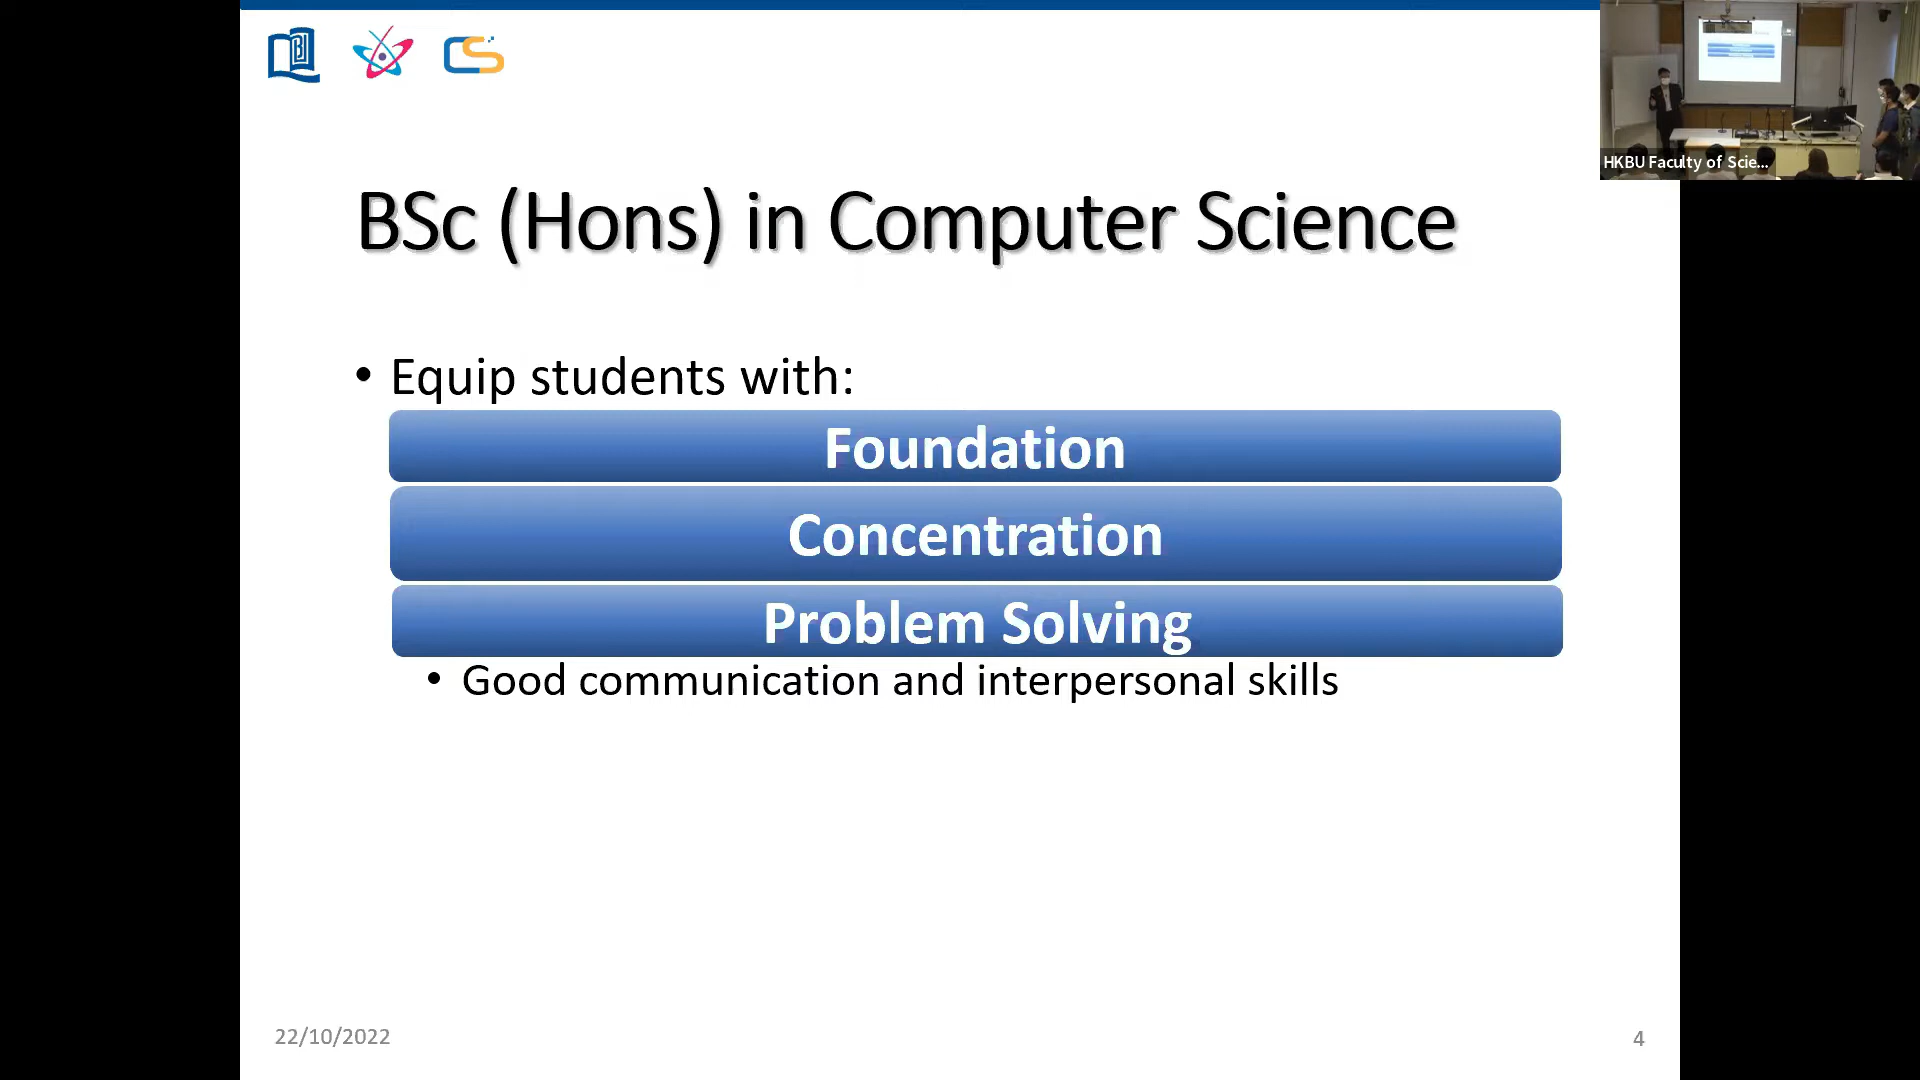 HKBU Faculty of Scie...
BSc (Hons) in Computer Science
• Equip students with:
Foundation
Concentration
Problem Solving
• Good communication and interpersonal skills
22/10/2022
4